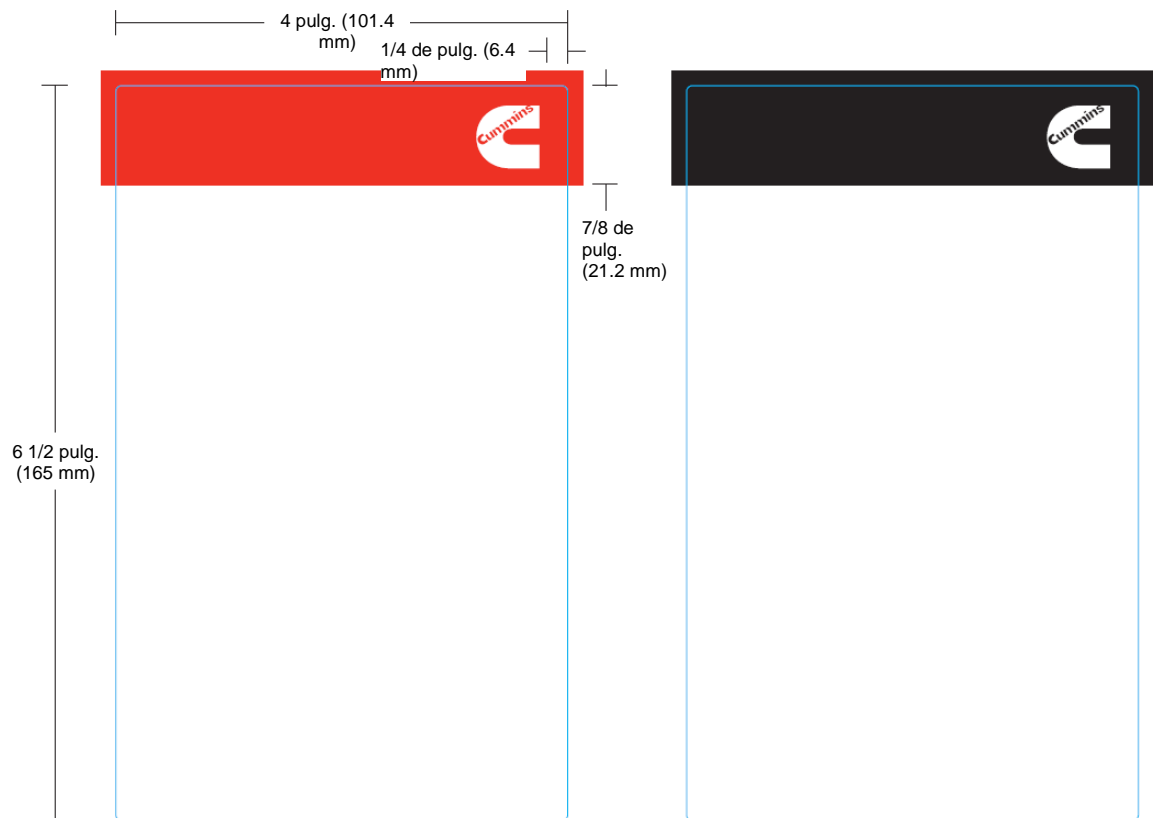 4 pulg. (101.4
mm)
1/4 de pulg. (6.4
mm)
Cummins
Cummins
7/8 de
pulg.
(21.2 mm)
6 1/2 pulg.
(165 mm)